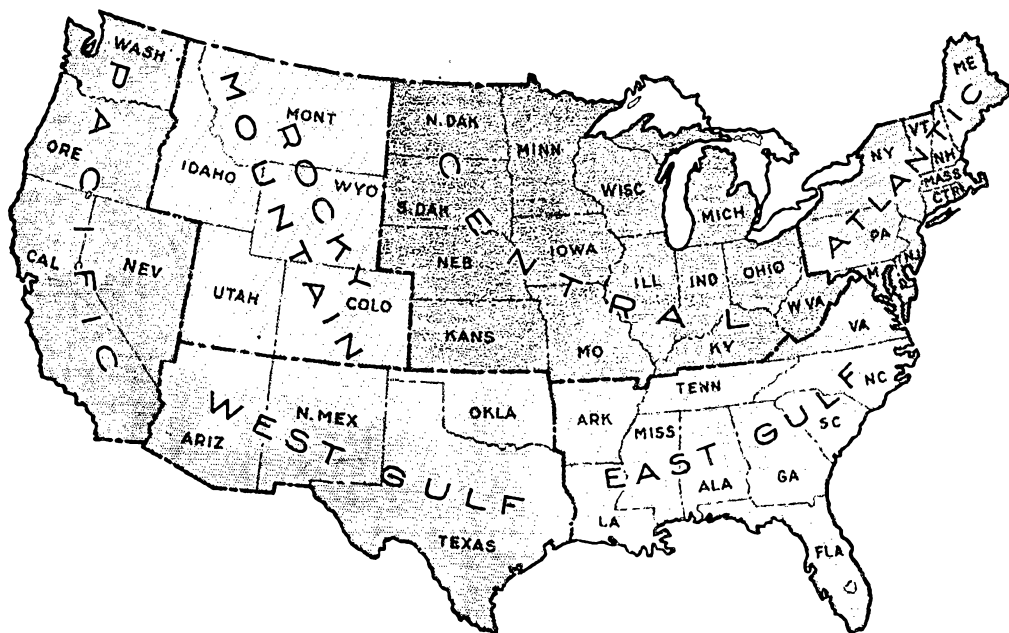 WASH
ORE
CAL
NEV
PACIFIC
MONT
IDAHO
WYO
UTAH
COLO
ROCKY
MOUNTAIN
N.DAK
S.DAK
NEB
KANS
MINN
IOWA
MO
WISC
ILL
IND
MICH
OHIO
KY
W VA
CENTRAL
ME
VT
NH
MASS
NY
PA
ATLANTIC
ARIZ
N.MEX
OKLA
TEXAS
WEST GULF
ARK
LA
TENN
MISS
ALA
GA
FLA
SC
NC
VA
EAST GULF